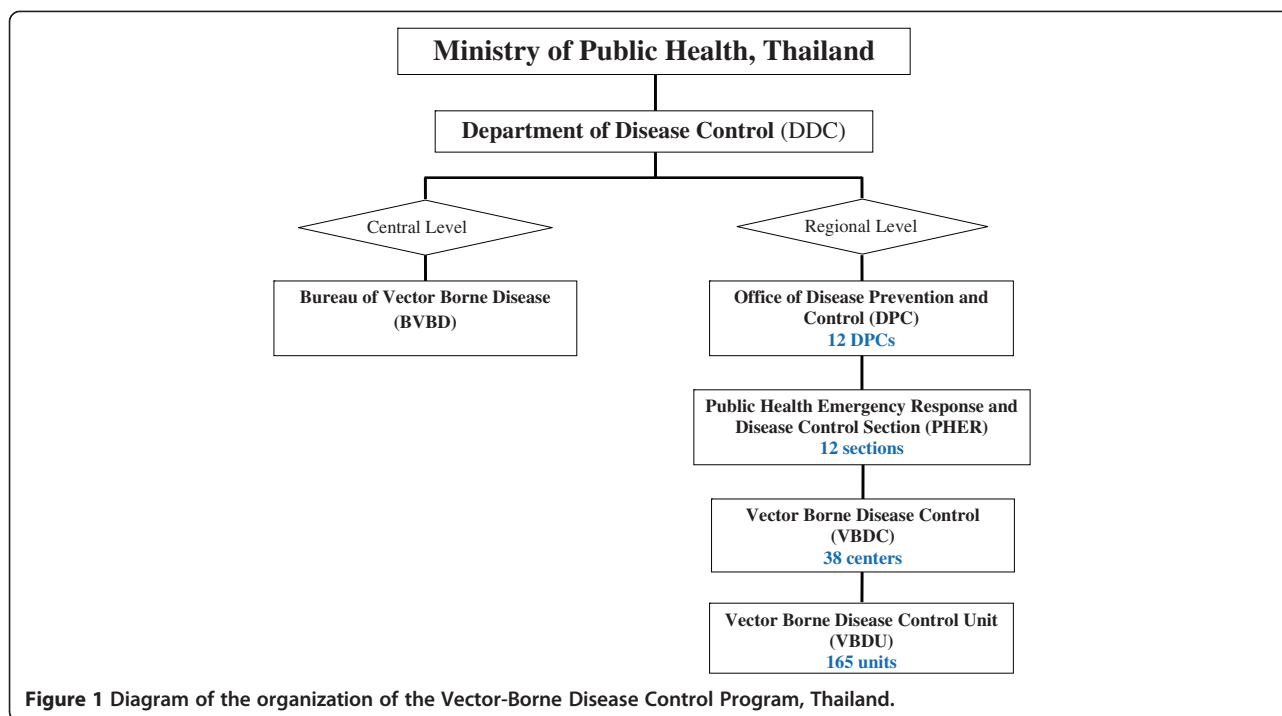 Ministry of Public Health, Thailand
Department of Disease Control (DDC)
Central Level
Regional Level
Bureau of Vector Borne Disease
(BVBD)
Office of Disease Prevention and
Control (DPC)
12 DPCs
Public Health Emergency Response and
Disease Control Section (PHER)
12 sections
Vector Borne Disease Control
(VBDC)
38 centers
Vector Borne Disease Control Unit
(VBDU)
165 units
Figure 1 Diagram of the organization of the Vector-Borne Disease Control Program, Thailand.